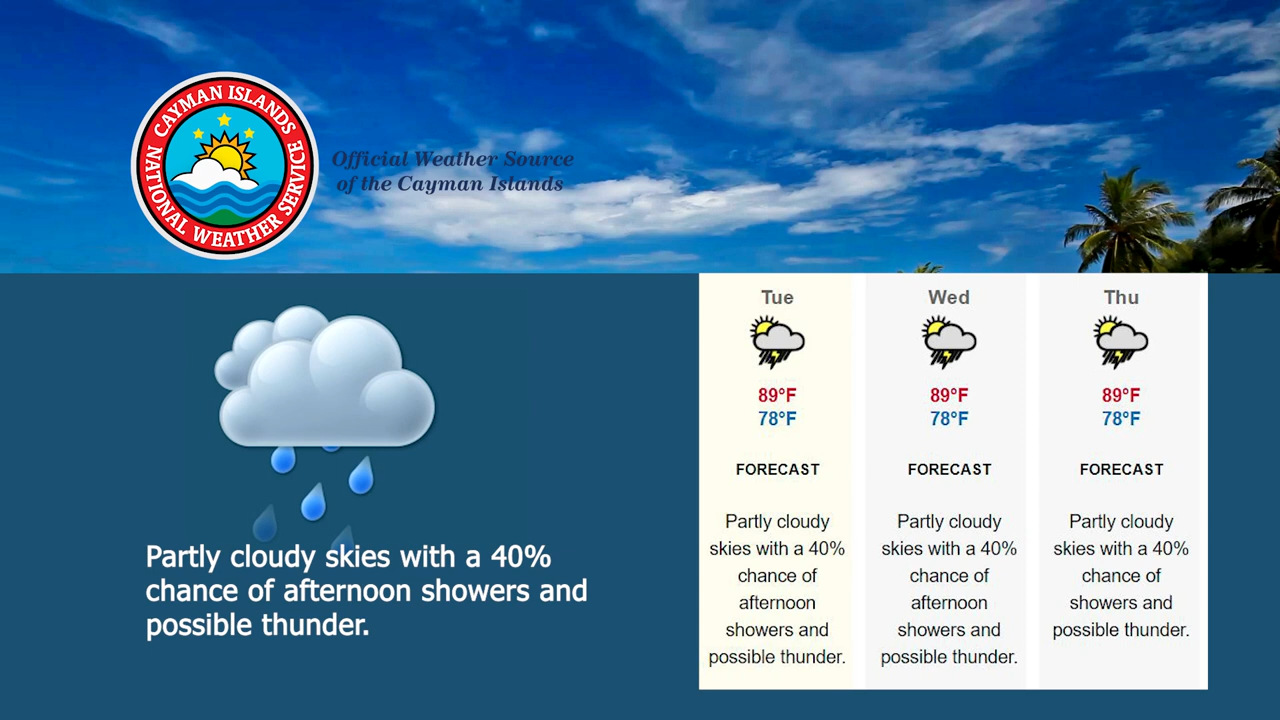 CAYMAN ISLANDS
NATIONAL WEATHER SERVICE
Official Weather Source
of the Cayman Islands
Partly cloudy skies with a 40%
chance of afternoon showers and
possible thunder.
Tue
89°F
78°F
FORECAST
Partly cloudy
skies with a 40%
chance of
afternoon
showers and
possible thunder.
Wed
89°F
78°F
FORECAST
Partly cloudy
skies with a 40%
chance of
afternoon
showers and
possible thunder.
Thu
89°F
78°F
FORECAST
Partly cloudy
skies with a 40%
chance of
showers and
possible thunder.